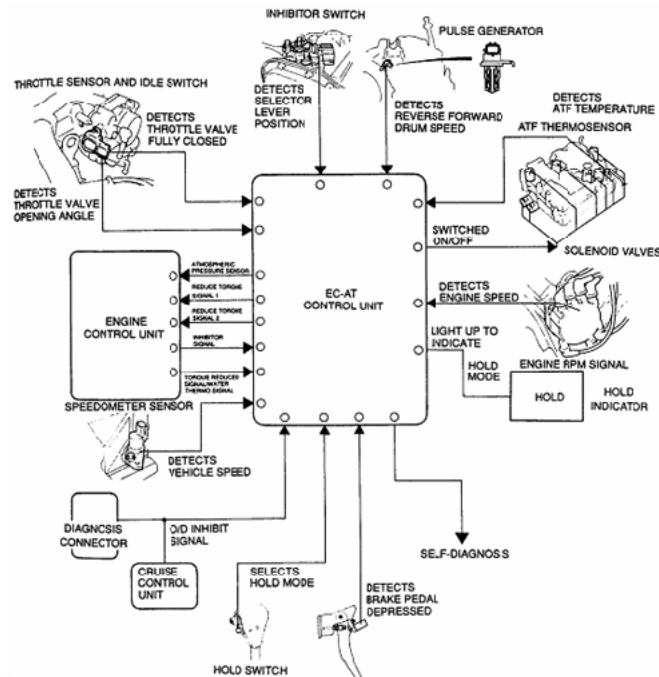 INHIBITOR SWITCH
PULSE GENERATOR
THROTTLE SENSOR AND IDLE SWITCH
DETECTS
THROTTLE VALVE
FULLY CLOSED
DETECTS
SELECTOR
LEVER
POSITION
DETECTS
REVERSE FORWARD
DRUM SPEED
DETECTS
ATF TEMPERATURE
ATF THERMOSENSOR
DETECTS
THROTTLE VALVE
OPENING ANGLE
SWITCHED
ON/OFF
SOLENOID VALVES
ENGINE
CONTROL UNIT
ATMOSPHERIC
PRESSURE SENSOR
REDUCE TORQUE
SIGNAL 1
REDUCE TORQUE
SIGNAL 2
INHIBITOR
SIGNAL
TORQUE REDUCED
SIGNAL/WATER
THERMO SIGNAL
EC-AT
CONTROL UNIT
DETECTS
ENGINE SPEED
LIGHT UP TO
INDICATE
ENGINE RPM SIGNAL
HOLD
MODE
HOLD
HOLD
INDICATOR
SPEEDOMETER SENSOR
DETECTS
VEHICLE SPEED
DIAGNOSIS
CONNECTOR
O/D INHIBIT
SIGNAL
CRUISE
CONTROL
UNIT
SELECTS
HOLD MODE
HOLD SWITCH
DETECTS
BRAKE PEDAL
DEPRESSED
SELF-DIAGNOSIS